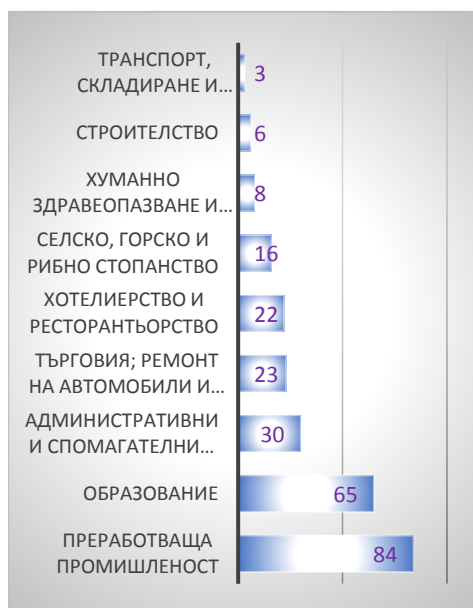 ТРАНСПОРТ,
СКЛАДИРАНЕ И...
3
СТРОИТЕЛСТВО
6
ХУМАННО
ЗДРАВЕОПАЗВАНЕ И...
8
СЕЛСКО, ГОРСКО И
РИБНО СТОПАНСТВО
16
ХОТЕЛИЕРСТВО И
РЕСТОРАНТЬОРСТВО
22
ТЪРГОВИЯ; РЕМОНТ
НА АВТОМОБИЛИ И...
23
АДМИНИСТРАТИВНИ
И СПОМАГАТЕЛНИ...
30
ОБРАЗОВАНИЕ
65
ПРЕРАБОТВАЩА
ПРОМИШЛЕНОСТ
84